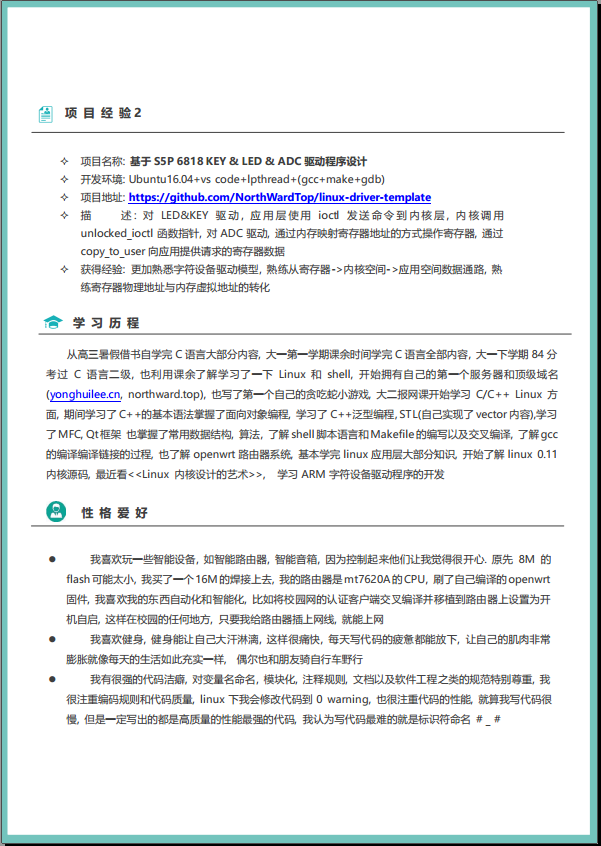 项目经验2
✧ 项目名称: 基于 S5P 6818 KEY & LED & ADC 驱动程序设计
✧ 开发环境: Ubuntu16.04+vs code+lpthread+(gcc+make+gdb)
✧ 项目地址: https://github.com/NorthWardTop/linux-driver-template
✧ 描 述: 对 LED&KEY 驱动, 应用层使用 ioctl 发送命令到内核层, 内核调用
unlocked_ioctl 函数指针, 对 ADC 驱动, 通过内存映射寄存器地址的方式操作寄存器, 通过
copy_to_user 向应用提供请求的寄存器数据
✧ 获得经验: 更加熟悉字符设备驱动模型, 熟练从寄存器->内核空间->应用空间数据通路, 熟
练寄存器物理地址与内存虚拟地址的转化
学习历程
从高三暑假借书自学完 C 语言大部分内容, 大一第一学期课余时间学完 C 语言全部内容, 大一下学期 84 分
考过 C 语言二级, 也利用课余了解学习了一下 Linux 和 shell, 开始拥有自己的第一个服务器和顶级域名
(yonghuilee.cn, northward.top), 也写了第一个自己的贪吃蛇小游戏, 大二报网课开始学习 C/C++ Linux 方
面, 期间学习了 C++的基本语法掌握了面向对象编程, 学习了 C++泛型编程, STL(自己实现了 vector 内容),学习
了 MFC, Qt 框架 也掌握了常用数据结构, 算法, 了解 shell 脚本语言和 Makefile 的编写以及交叉编译, 了解 gcc
的编译编译链接的过程, 也了解 openwrt 路由器系统, 基本学完 linux 应用层大部分知识, 开始了解 linux 0.11
内核源码, 最近看<<Linux 内核设计的艺术>>, 学习 ARM 字符设备驱动程序的开发
性格爱好
● 我喜欢玩一些智能设备, 如智能路由器, 智能音箱, 因为控制起来他们让我觉得很开心. 原先 8M 的
flash 可能太小, 我买了一个 16M 的焊接上去, 我的路由器是 mt7620A 的 CPU, 刷了自己编译的 openwrt
固件, 我喜欢我的东西自动化和智能化, 比如将校园网的认证客户端交叉编译并移植到路由器上设置为开
机自启, 这样在校园的任何地方, 只要我给路由器插上网线, 就能上网
● 我喜欢健身, 健身能让自己大汗淋漓, 这样很痛快, 每天写代码的疲惫都能放下, 让自己的肌肉非常
膨胀就像每天的生活如此充实一样, 偶尔也和朋友骑自行车野行
● 我有很强的代码洁癖, 对变量名命名, 模块化, 注释规则, 文档以及软件工程之类的规范特别尊重, 我
很注重编码规则和代码质量, linux 下我会修改代码到 0 warning, 也很注重代码的性能, 就算我写代码很
慢, 但是一定写出的都是高质量的性能最强的代码, 我认为写代码最难的就是标识符命名 # _ #